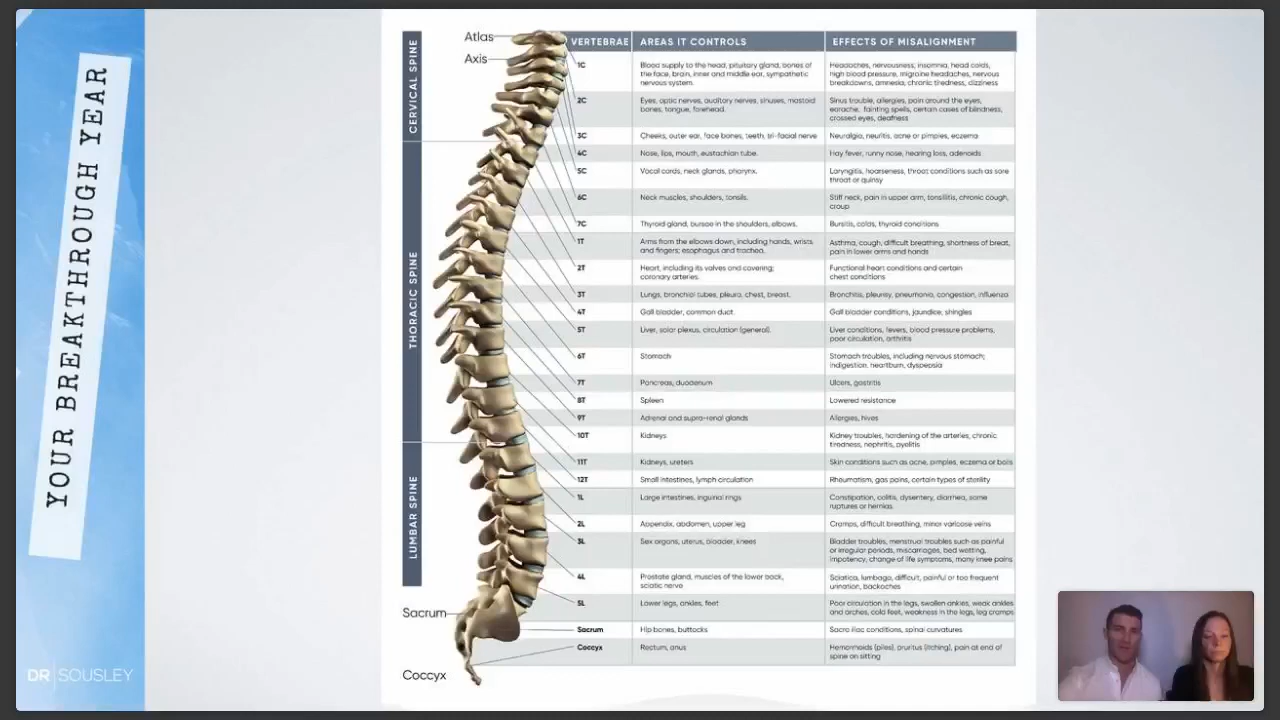 YOUR BREAKTHROUGH YEAR
DR SOUSLEY
CERVICAL SPINE
THORACIC SPINE
LUMBAR SPINE
Atlas
Axis
Sacrum
Coccyx
VERTEBRAE AREAS IT CONTROLS EFFECTS OF MISALIGNMENT
1C Blood supply to the head, pituitary gland, bones of Headaches, nervousness; insomnia, head colds,
the face, brain, inner and middle ear, sympathetic high blood pressure, migraine headaches, nervous
nervous system. breakdowns, amnesia, chronic tiredness, dizziness
2C Eyes, optic nerves, auditory nerves, sinuses, mastoid Sinus trouble, allergies, pain around the eyes,
bones, tongue, forehead. earache, fainting spells, certain cases of blindness,
crossed eyes, deafness
3C Cheeks, outer ear, face bones, teeth, tri-facial nerve Neuralgia, neuritis, acne or pimples, eczema
4C Nose, lips, mouth, eustachian tube. Hay fever, runny nose, hearing loss, adenoids
5C Vocal cords, neck glands, pharynx. Laryngitis, hoarseness, throat conditions such as sore
throat or quinsy
6C Neck muscles, shoulders, tonsils. Stiff neck, pain in upper arm, tonsillitis, chronic cough,
croup
7C Thyroid gland, bursae in the shoulders, elbows. Bursitis, colds, thyroid conditions
1T Arms from the elbows down, including hands, wrists Asthma, cough, difficult breathing, shortness of breat,
and fingers; esophagus and trachea. pain in lower arms and hands
2T Heart, including its valves and covering; Functional heart conditions and certain
coronary arteries. chest conditions
3T Lungs, bronchial tubes, pleura, chest, breast. Bronchitis, pleurisy, pneumonia, congestion, influenza
4T Gall bladder, common duct. Gall bladder conditions, jaundice, shingles
5T Liver, solar plexus, circulation (general). Liver conditions, fevers, blood pressure problems,
poor circulation, arthritis
6T Stomach Stomach troubles, including nervous stomach;
indigestion, heartburn, dyspepsia
7T Pancreas, duodenum Ulcers, gastritis
8T Spleen Lowered resistance
9T Adrenal and supra-renal glands Allergies, hives
10T Kidneys Kidney troubles, hardening of the arteries, chronic
tiredness, nephritis, pyelitis
11T Kidneys, ureters Skin conditions such as acne, pimples, eczema or boils
12T Small intestines, lymph circulation Rheumatism, gas pains, certain types of sterility
1L Large intestines, inguinal rings Constipation, colitis, dysentery, diarrhea, some
ruptures or hernias
2L Appendix, abdomen, upper leg Cramps, difficult breathing, minor varicose veins
3L Sex organs, uterus, bladder, knees Bladder troubles, menstrual troubles such as painful
or irregular periods, miscarriages, bed wetting,
impotency, change of life symptoms, many knee pains
4L Prostate gland, muscles of the lower back, Sciatica, lumbago, difficult, painful or too frequent
sciatic nerve urination, backaches
5L Lower legs, ankles, feet Poor circulation in the legs, swollen ankles, weak ankles
and arches, cold feet, weakness in the legs, leg cramps
Sacrum Hip bones, buttocks Sacro iliac conditions, spinal curvatures
Coccyx Rectum, anus Hemorrhoids (piles), pruritus (itching), pain at end of
spine on sitting